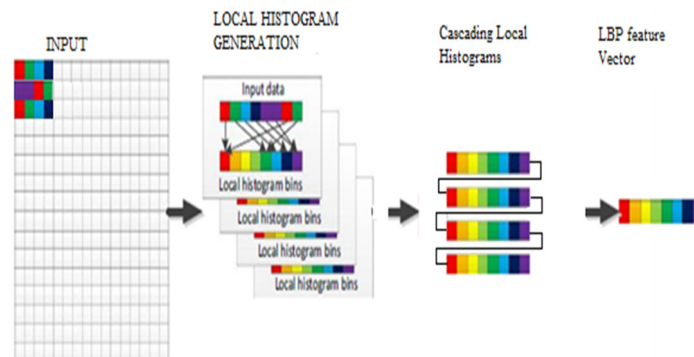 INPUT
LOCAL HISTOGRAM
GENERATION
Cascading Local
Histograms
LBP feature
Vector
Input data
Local histogram bins
Local histogram bins
Local histogram bins
Local histogram bins